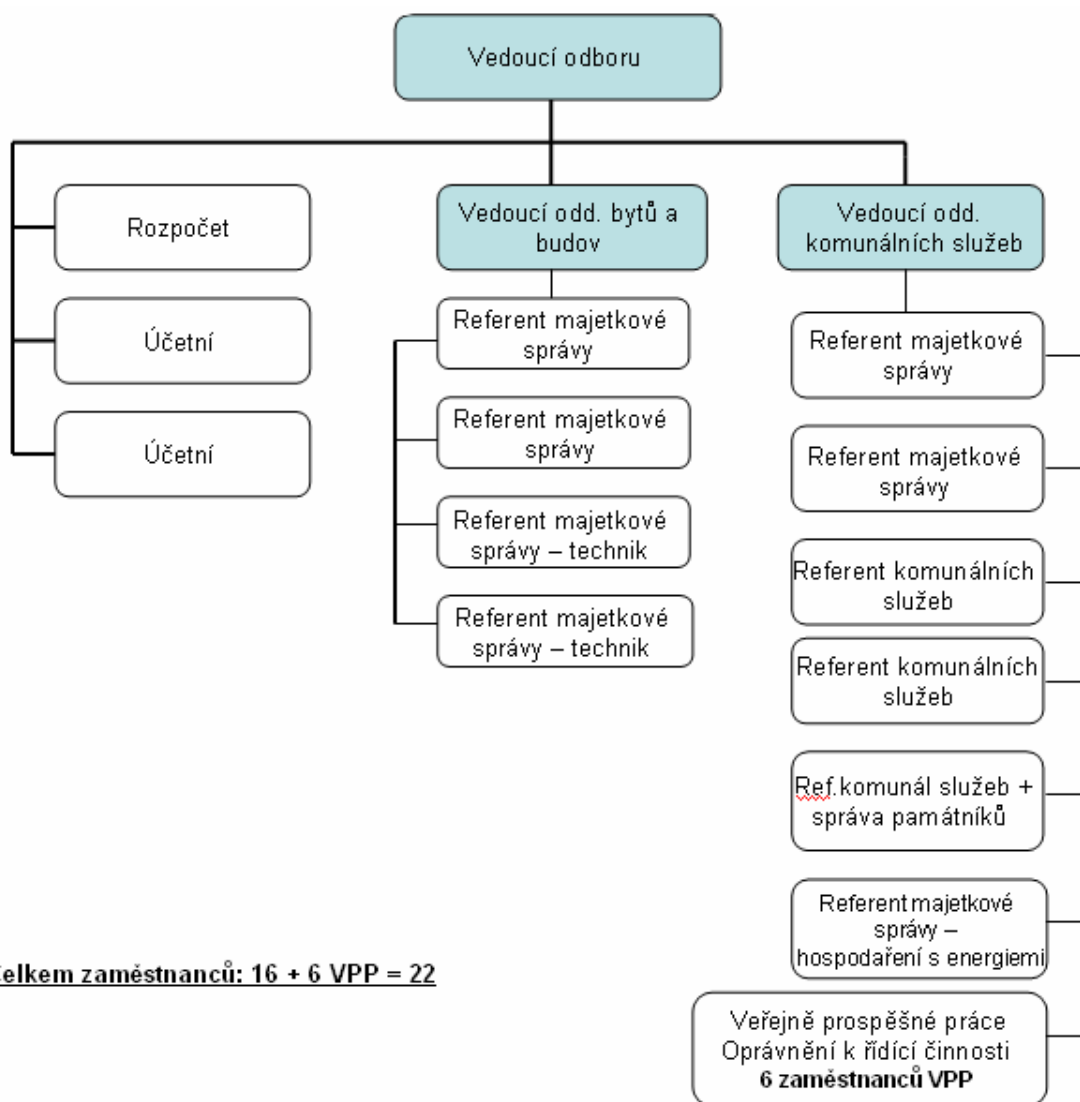 Vedoucí odboru
Rozpočet
Účetní
Účetní
Vedoucí odd. bytů a
budov
Referent majetkové
správy
Referent majetkové
správy
Referent majetkové
správy – technik
Referent majetkové
správy – technik
Vedoucí odd.
komunálních služeb
Referent majetkové
správy
Referent majetkové
správy
Referent komunálních
služeb
Referent komunálních
služeb
Ref.komunál služeb +
správa památníků
Referent majetkové
správy –
hospodaření s energiemi
Veřejně prospěšné práce
Oprávnění k řídící činnosti
6 zaměstnanců VPP
Celkem zaměstnanců: 16 + 6 VPP = 22